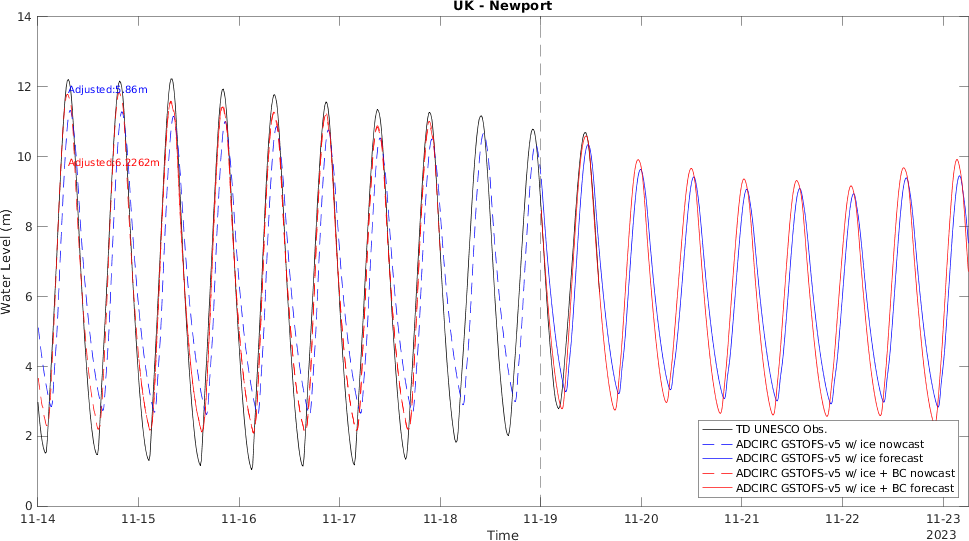 UK - Newport
14
12
10
8
6
4
2
0
Water Level (m)
Adjusted:5.86m
Adjusted:6.2262m
TD UNESCO Obs.
ADCIRC GSTOFS-v5 w/ ice nowcast
ADCIRC GSTOFS-v5 w/ ice forecast
ADCIRC GSTOFS-v5 w/ ice + BC nowcast
ADCIRC GSTOFS-v5 w/ ice + BC forecast
11-14 11-15 11-16 11-17 11-18 11-19 11-20 11-21 11-22 11-23
2023
Time